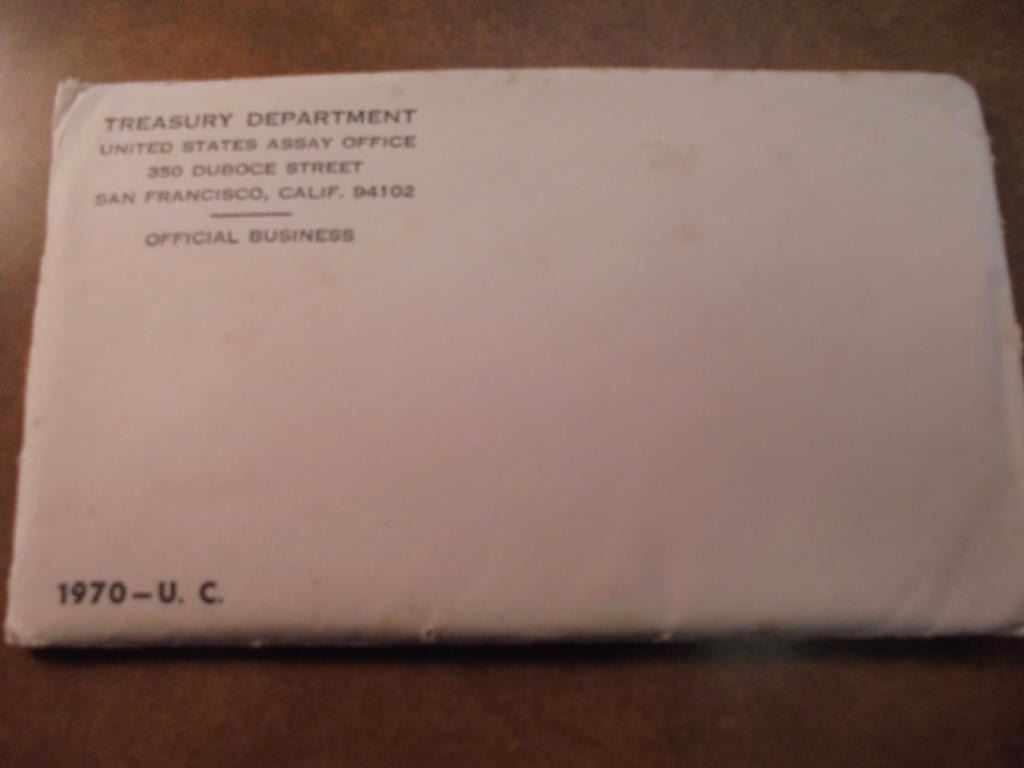 TREASURY DEPARTMENT
UNITED STATES ASSAY OFFICE
350 DUBOCE STREET
SAN FRANCISCO, CALIF. 94102
OFFICIAL BUSINESS
1970-U. C.